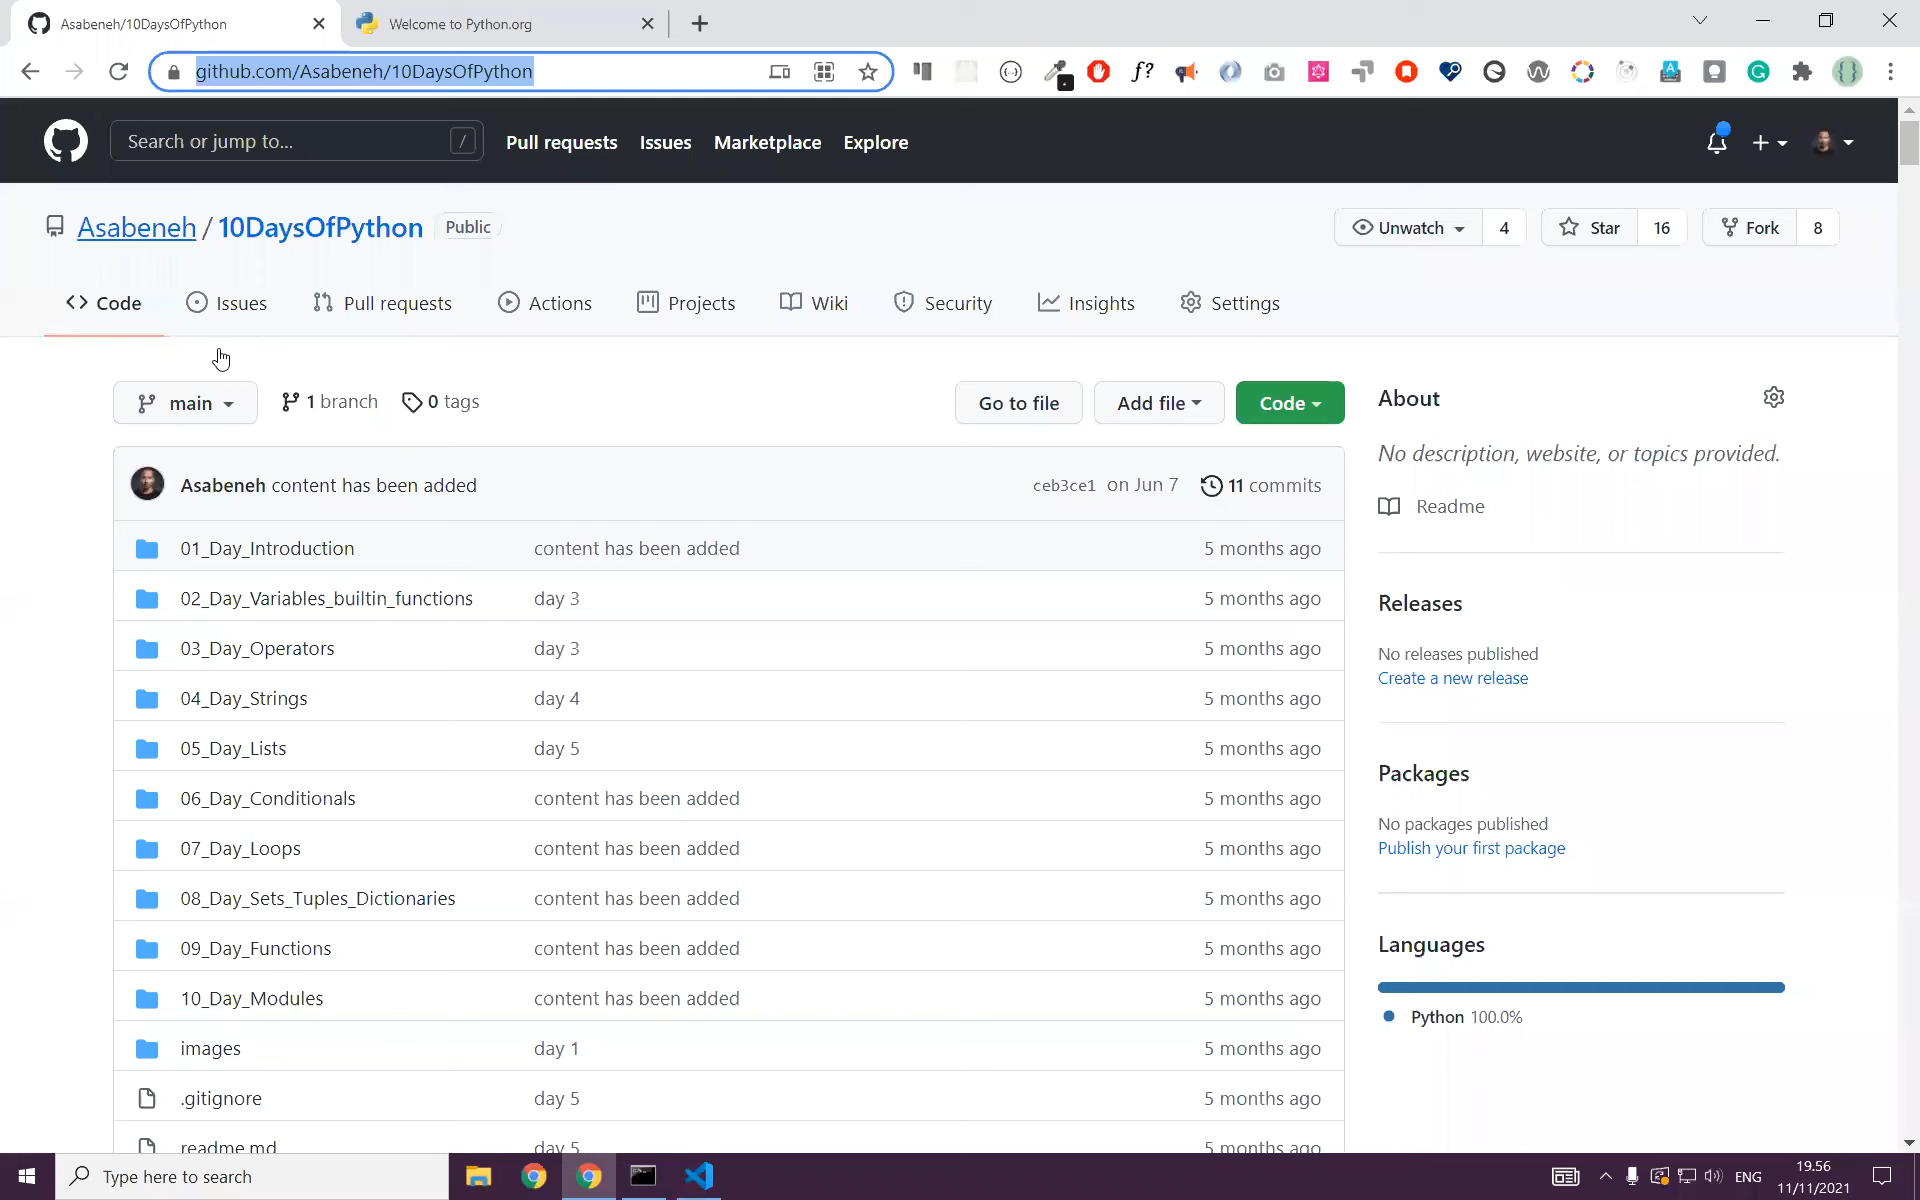 Asabeneh/10DaysOfPython
Welcome to Python.org
github.com/Asabeneh/10DaysOfPython
f?
Search or jump to... /
Pull requests Issues Marketplace Explore
Asabeneh / 10DaysOfPython Public
Unwatch 4 Star 16 Fork 8
Code Issues Pull requests Actions Projects Wiki Security Insights Settings
main 1 branch 0 tags Go to file Add file Code
About
No description, website, or topics provided.
Readme
Asabeneh content has been added ceb3ce1 on Jun 7 11 commits
01_Day_Introduction content has been added 5 months ago
02_Day_Variables_builtin_functions day 3 5 months ago
03_Day_Operators day 3 5 months ago
04_Day_Strings day 4 5 months ago
05_Day_Lists day 5 5 months ago
06_Day_Conditionals content has been added 5 months ago
07_Day_Loops content has been added 5 months ago
08_Day_Sets_Tuples_Dictionaries content has been added 5 months ago
09_Day_Functions content has been added 5 months ago
10_Day_Modules content has been added 5 months ago
images day 1 5 months ago
.gitignore day 5 5 months ago
readme.md day 5 5 months ago
Releases
No releases published
Create a new release
Packages
No packages published
Publish your first package
Languages
Python 100.0%
Type here to search
ENG
19.56
11/11/2021